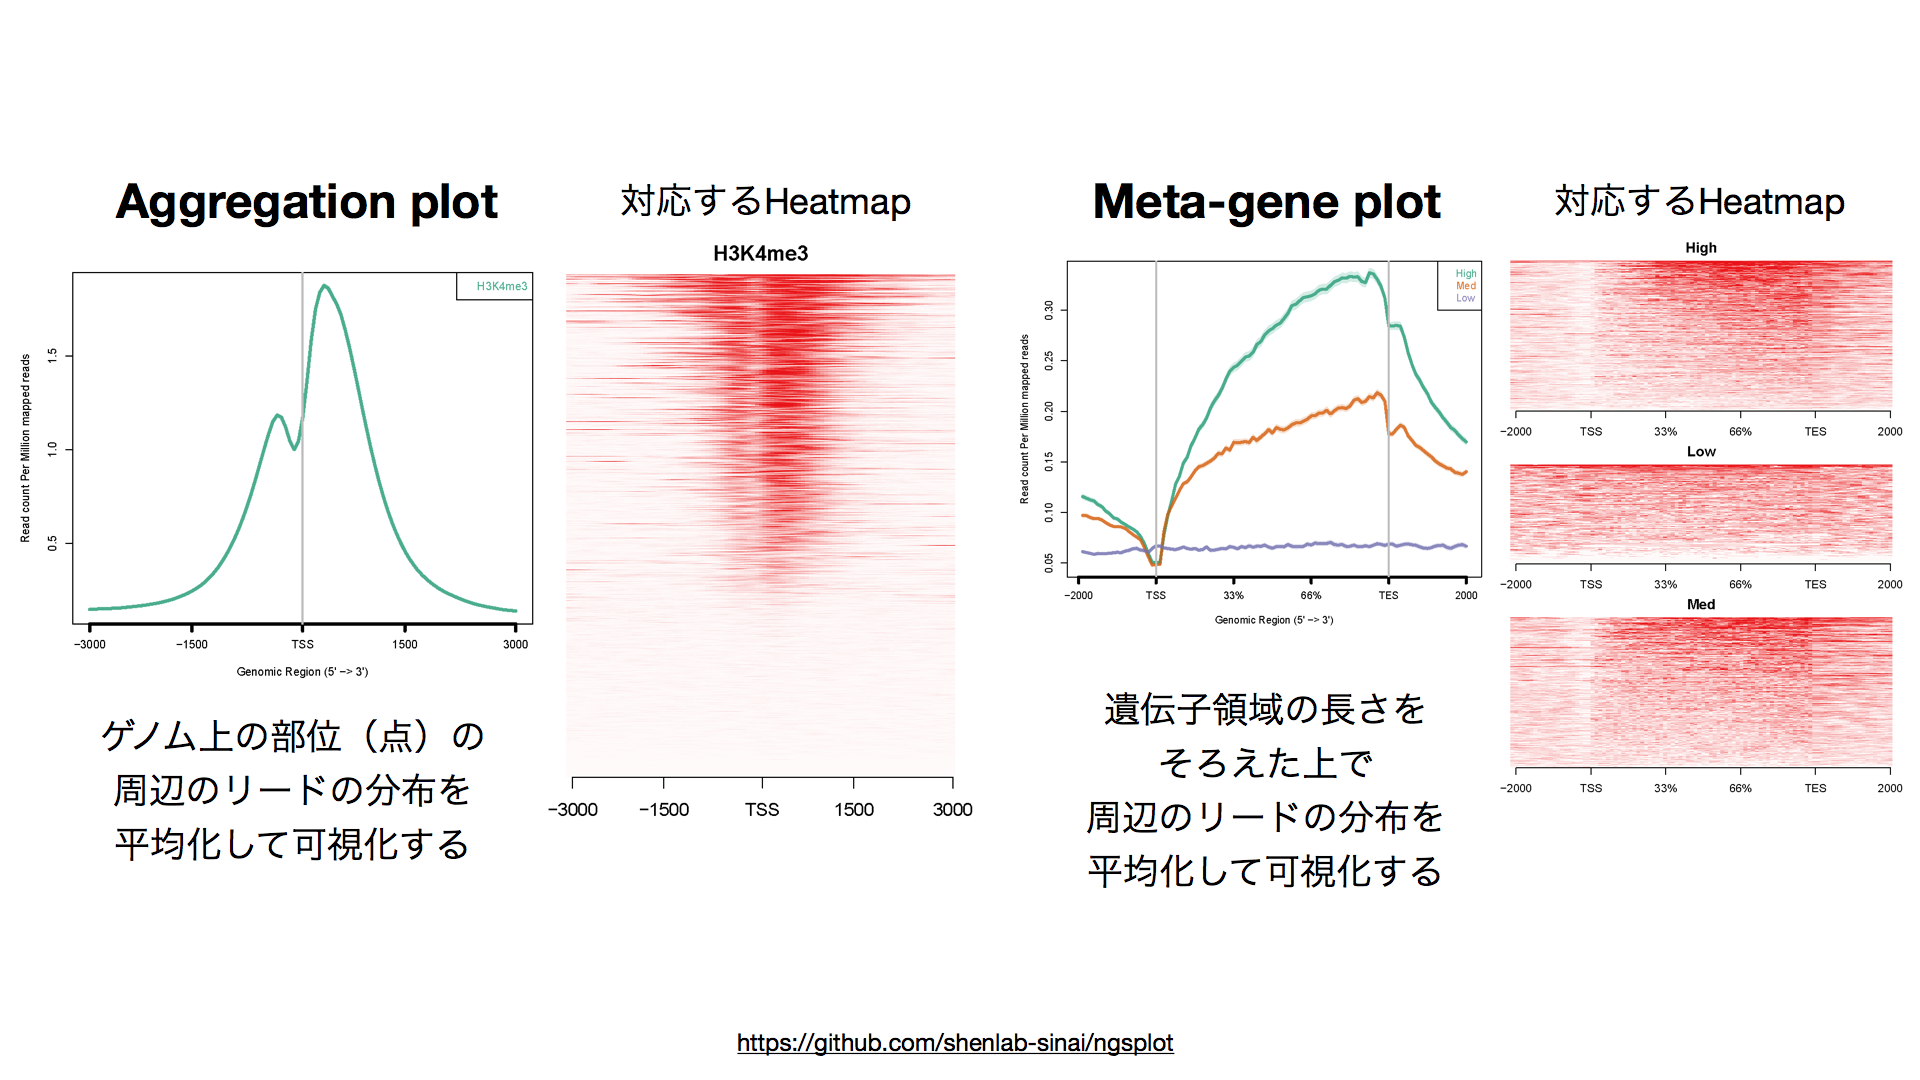 Aggregation plot
対応するHeatmap
H3K4me3
H3K4me3
Read count Per Million mapped reads
1.5
1.0
0.5
−3000 −1500 TSS 1500 3000
Genomic Region (5' −> 3')
−3000 −1500 TSS 1500 3000
ゲノム上の部位（点）の
周辺のリードの分布を
平均化して可視化する
Meta-gene plot
対応するHeatmap
High
Med
Low
Read count Per Million mapped reads
0.30
0.25
0.20
0.15
0.10
0.05
−2000 TSS 33% 66% TES 2000
Genomic Region (5' −> 3')
High
−2000 TSS 33% 66% TES 2000
Low
−2000 TSS 33% 66% TES 2000
Med
−2000 TSS 33% 66% TES 2000
遺伝子領域の長さを
そろえた上で
周辺のリードの分布を
平均化して可視化する
https://github.com/shenlab-sinai/ngsplot